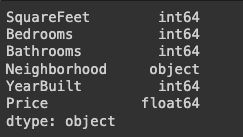 SquareFeet int64
Bedrooms int64
Bathrooms int64
Neighborhood object
YearBuilt int64
Price float64
dtype: object